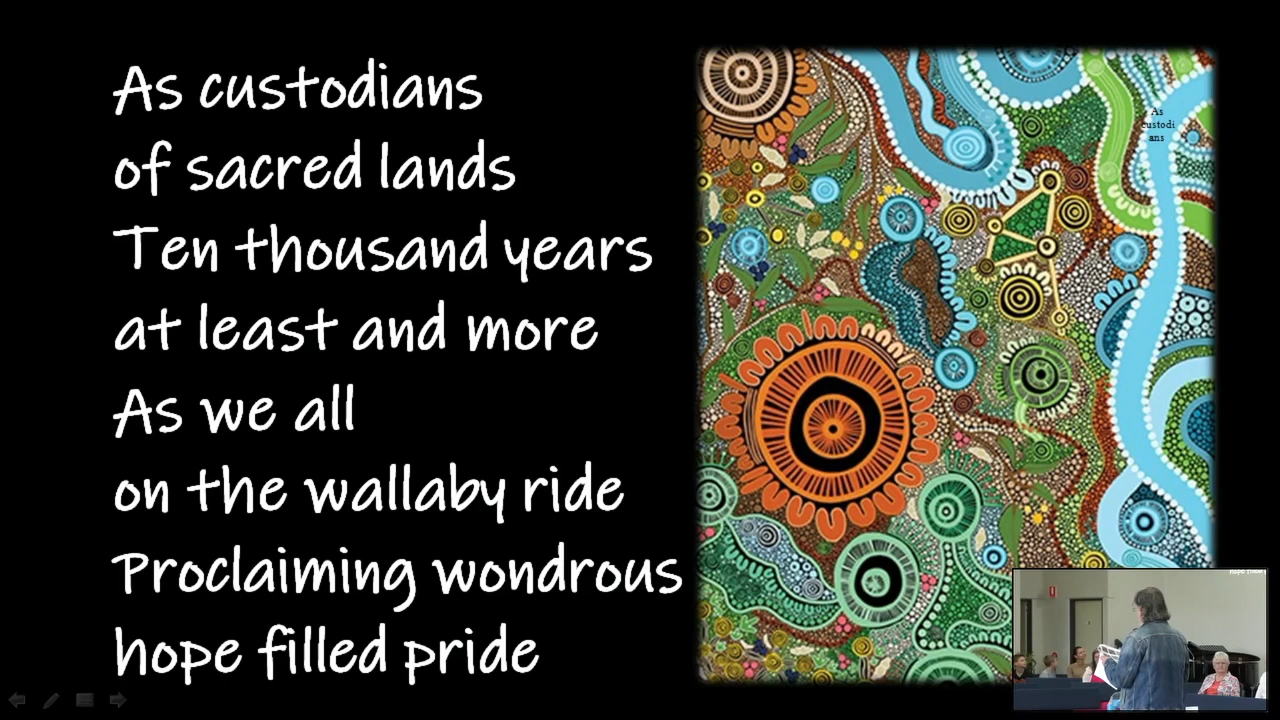 As custodians
of sacred lands
Ten thousand years
at least and more
As we all
on the wallaby ride
Proclaiming wondrous
hope filled pride
As
custodi
ans